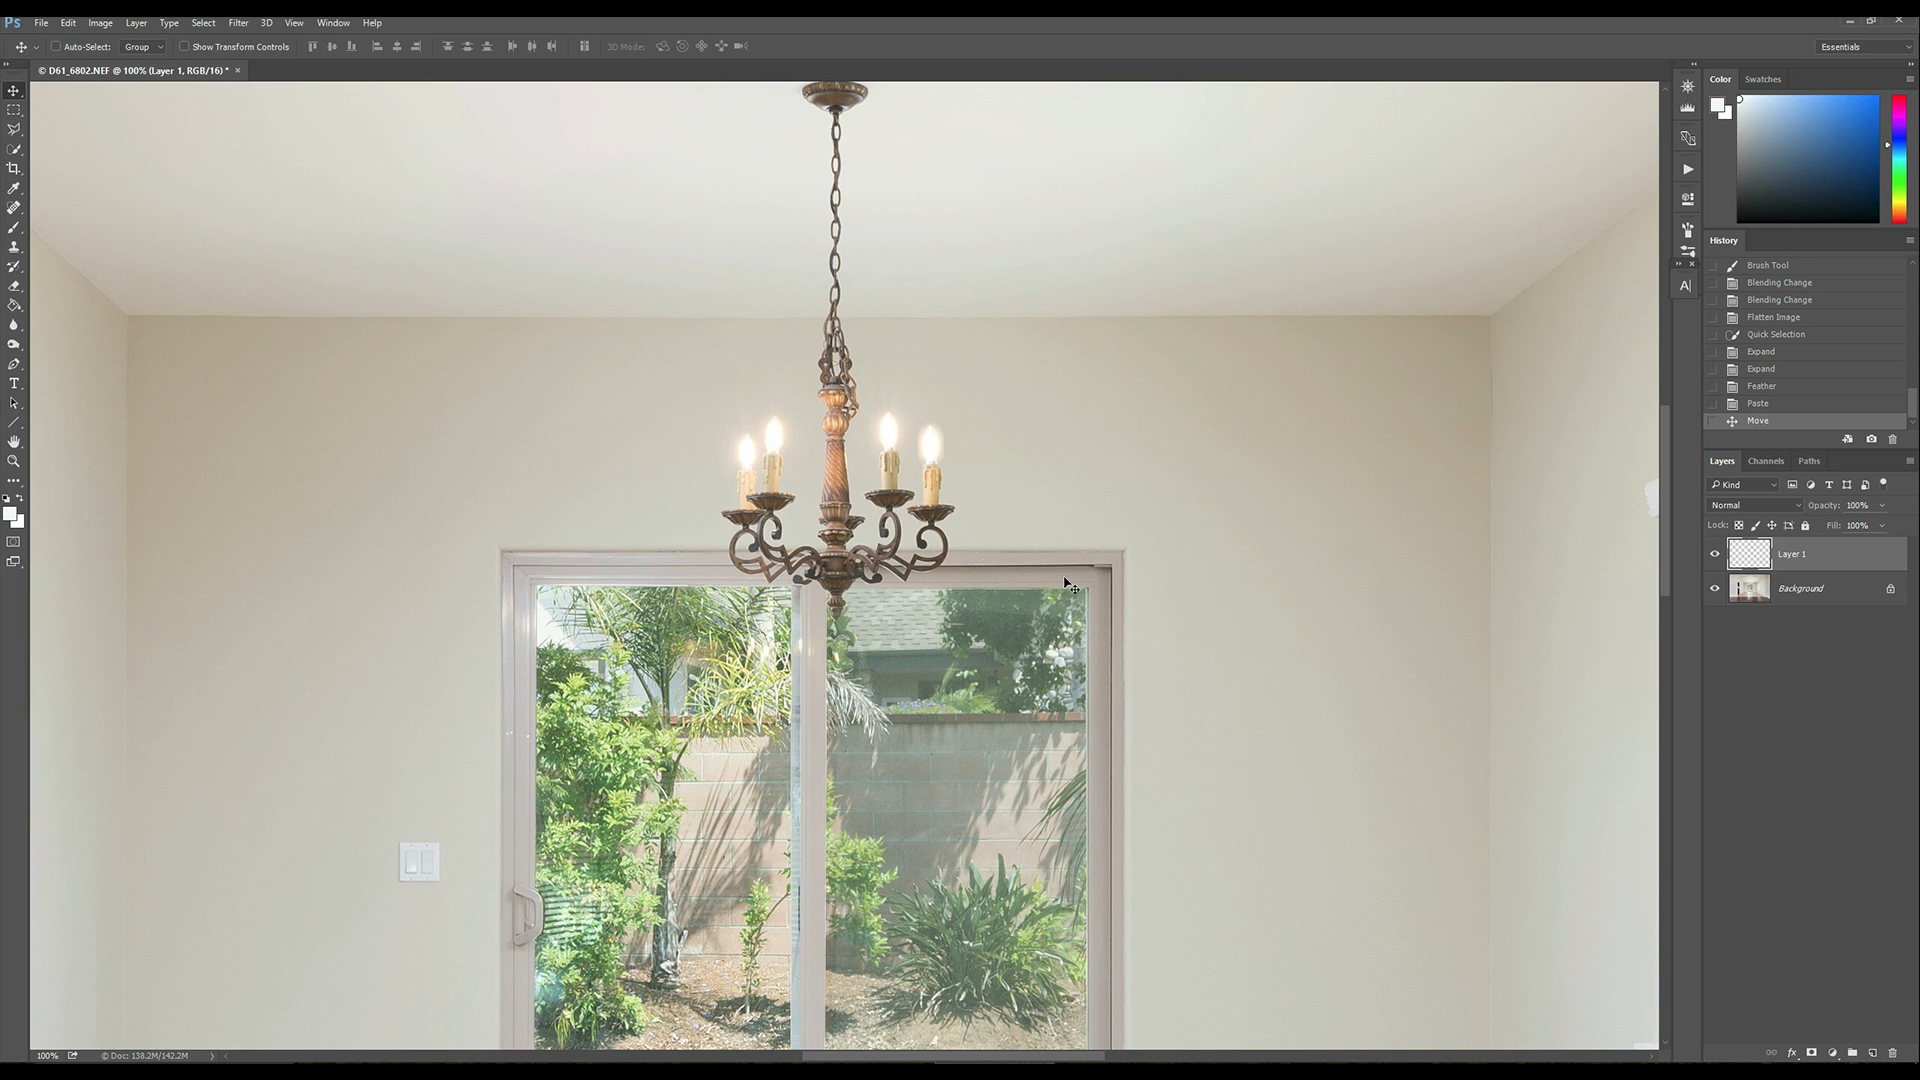 Ps File Edit Image Layer Type Select Filter 3D View Window Help
Auto-Select: Group Show Transform Controls 3D Mode: Essentials
© D61_6802.NEF @ 100% (Layer 1, RGB/16) * ×
Color Swatches
History
Brush Tool
Blending Change
Blending Change
Flatten Image
Quick Selection
Expand
Expand
Feather
Paste
Move
Layers Channels Paths
Kind
Normal Opacity: 100%
Lock: Fill: 100%
Layer 1
Background
100% © Doc: 138.2M/142.2M